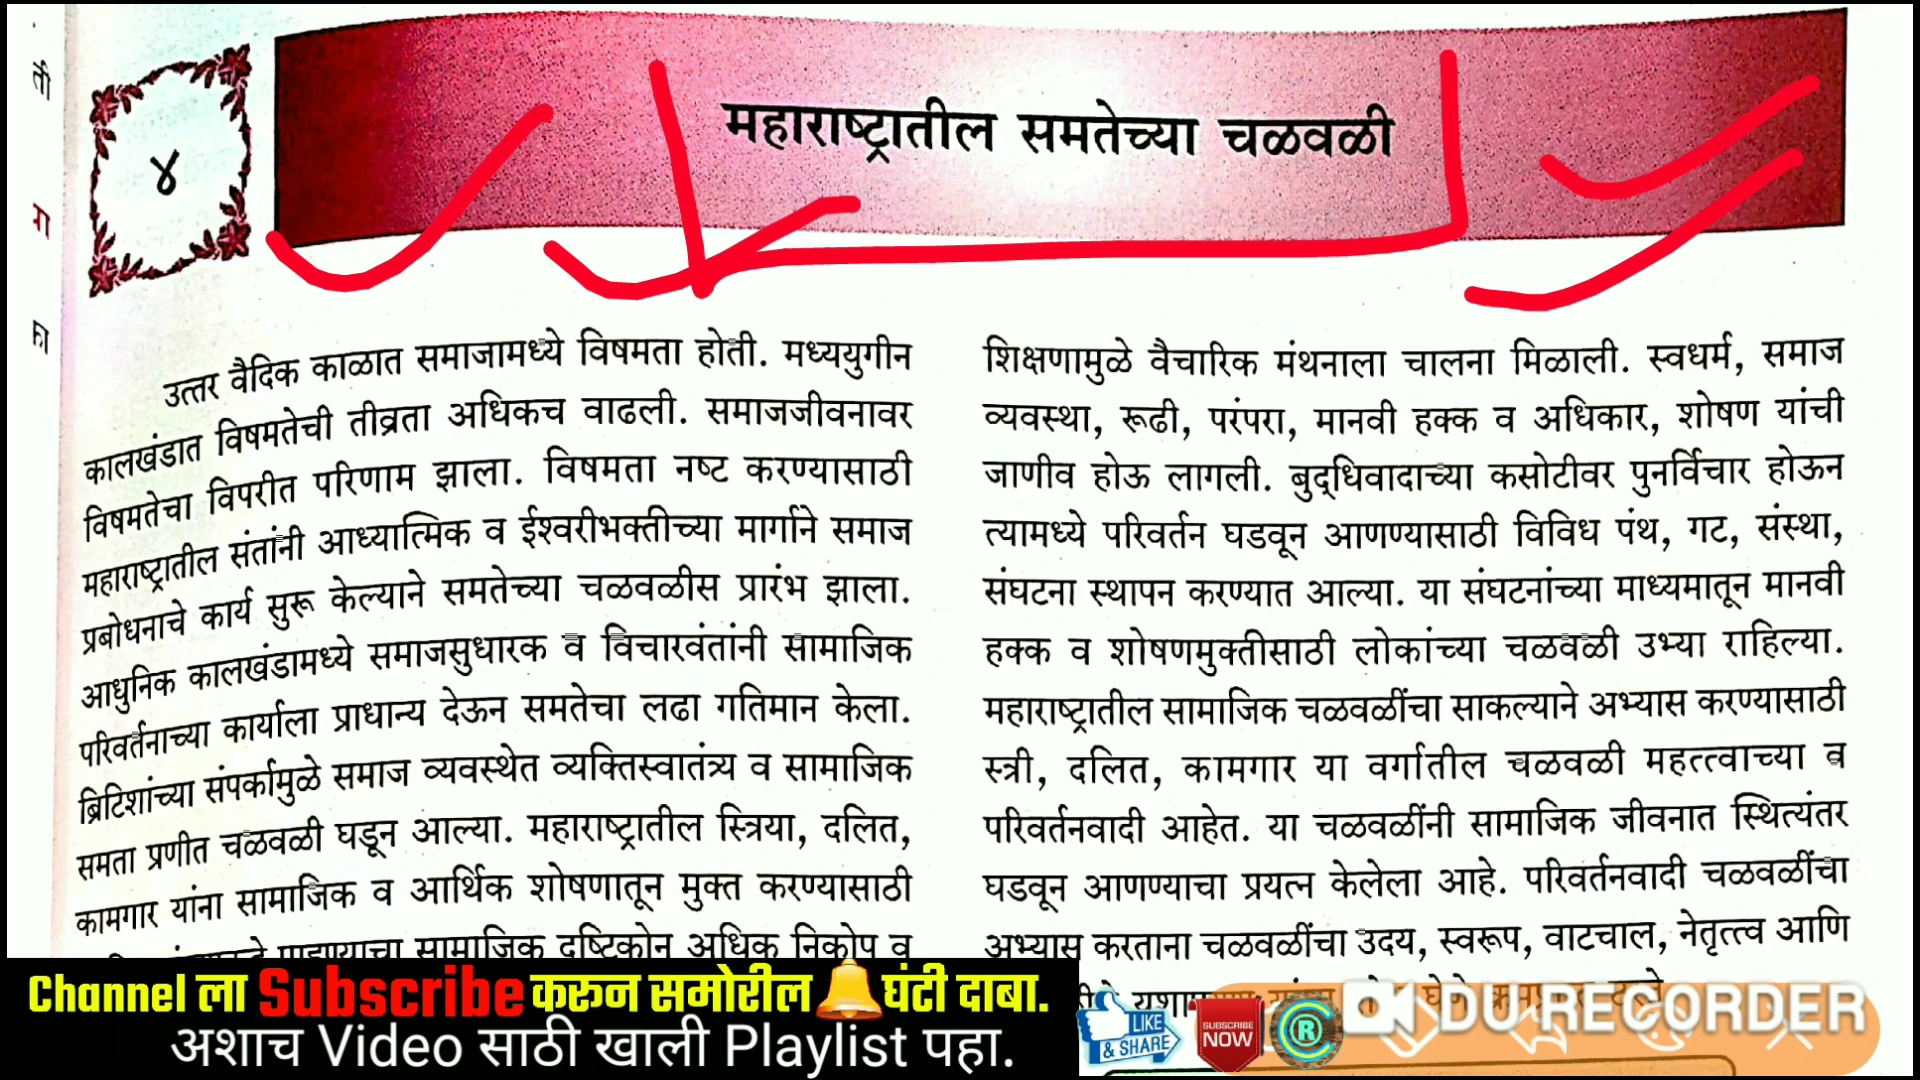 महाराष्ट्रातील समतेच्या चळवळी
४
ती
ना
का
उत्तर वैदिक काळात समाजामध्ये विषमता होती. मध्ययुगीन
कालखंडात विषमतेची तीव्रता अधिकच वाढली. समाजजीवनावर
विषमतेचा विपरीत परिणाम झाला. विषमता नष्ट करण्यासाठी
महाराष्ट्रातील संतांनी आध्यात्मिक व ईश्वरीभक्तीच्या मार्गाने समाज
प्रबोधनाचे कार्य सुरू केल्याने समतेच्या चळवळीस प्रारंभ झाला.
आधुनिक कालखंडामध्ये समाजसुधारक व विचारवंतांनी सामाजिक
परिवर्तनाच्या कार्याला प्राधान्य देऊन समतेचा लढा गतिमान केला.
ब्रिटिशांच्या संपर्कामुळे समाज व्यवस्थेत व्यक्तिस्वातंत्र्य व सामाजिक
समता प्रणीत चळवळी घडून आल्या. महाराष्ट्रातील स्त्रिया, दलित,
कामगार यांना सामाजिक व आर्थिक शोषणातून मुक्त करण्यासाठी
पाहण्याचा सामाजिक दृष्टिकोन अधिक निकोप व
शिक्षणामुळे वैचारिक मंथनाला चालना मिळाली. स्वधर्म, समाज
व्यवस्था, रूढी, परंपरा, मानवी हक्क व अधिकार, शोषण यांची
जाणीव होऊ लागली. बुद्धिवादाच्या कसोटीवर पुनर्विचार होऊन
त्यामध्ये परिवर्तन घडवून आणण्यासाठी विविध पंथ, गट, संस्था,
संघटना स्थापन करण्यात आल्या. या संघटनांच्या माध्यमातून मानवी
हक्क व शोषणमुक्तीसाठी लोकांच्या चळवळी उभ्या राहिल्या.
महाराष्ट्रातील सामाजिक चळवळींचा साकल्याने अभ्यास करण्यासाठी
स्त्री, दलित, कामगार या वर्गातील चळवळी महत्त्वाच्या व
परिवर्तनवादी आहेत. या चळवळींनी सामाजिक जीवनात स्थित्यंतर
घडवून आणण्याचा प्रयत्न केलेला आहे. परिवर्तनवादी चळवळींचा
अभ्यास करताना चळवळींचा उदय, स्वरूप, वाटचाल, नेतृत्त्व आणि
Channel ला Subscribe करून समोरील घंटी दाबा.
अशाच Video साठी खाली Playlist पहा.
LIKE
& SHARE
SUBSCRIBE
NOW
R
DU RECORDER